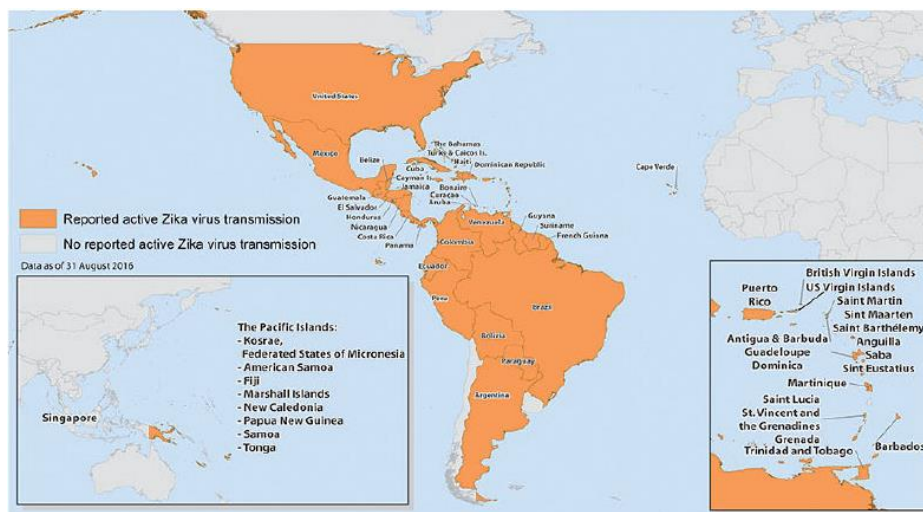 United States
Mexico
The Bahamas
Turks & Caicos Is.
Haiti
Dominican Republic
Belize
Cuba
Cayman Is.
Jamaica
Bonaire
Curaçao
Aruba
Cape Verde
Guatemala
El Salvador
Honduras
Nicaragua
Costa Rica
Panama
Venezuela
Guyana
Suriname
French Guiana
Colombia
Ecuador
Peru
Brazil
Bolivia
Paraguay
Argentina
Reported active Zika virus transmission
No reported active Zika virus transmission
Data as of 31 August 2016
Singapore
The Pacific Islands:
- Kosrae,
Federated States of Micronesia
- American Samoa
- Fiji
- Marshall Islands
- New Caledonia
- Papua New Guinea
- Samoa
- Tonga
British Virgin Islands
US Virgin Islands
Puerto
Rico
Saint Martin
Sint Maarten
Saint Barthélemy
Anguilla
Antigua & Barbuda
Guadeloupe
Saba
Dominica
Sint Eustatius
Martinique
Saint Lucia
St. Vincent and
the Grenadines
Grenada
Barbados
Trinidad and Tobago